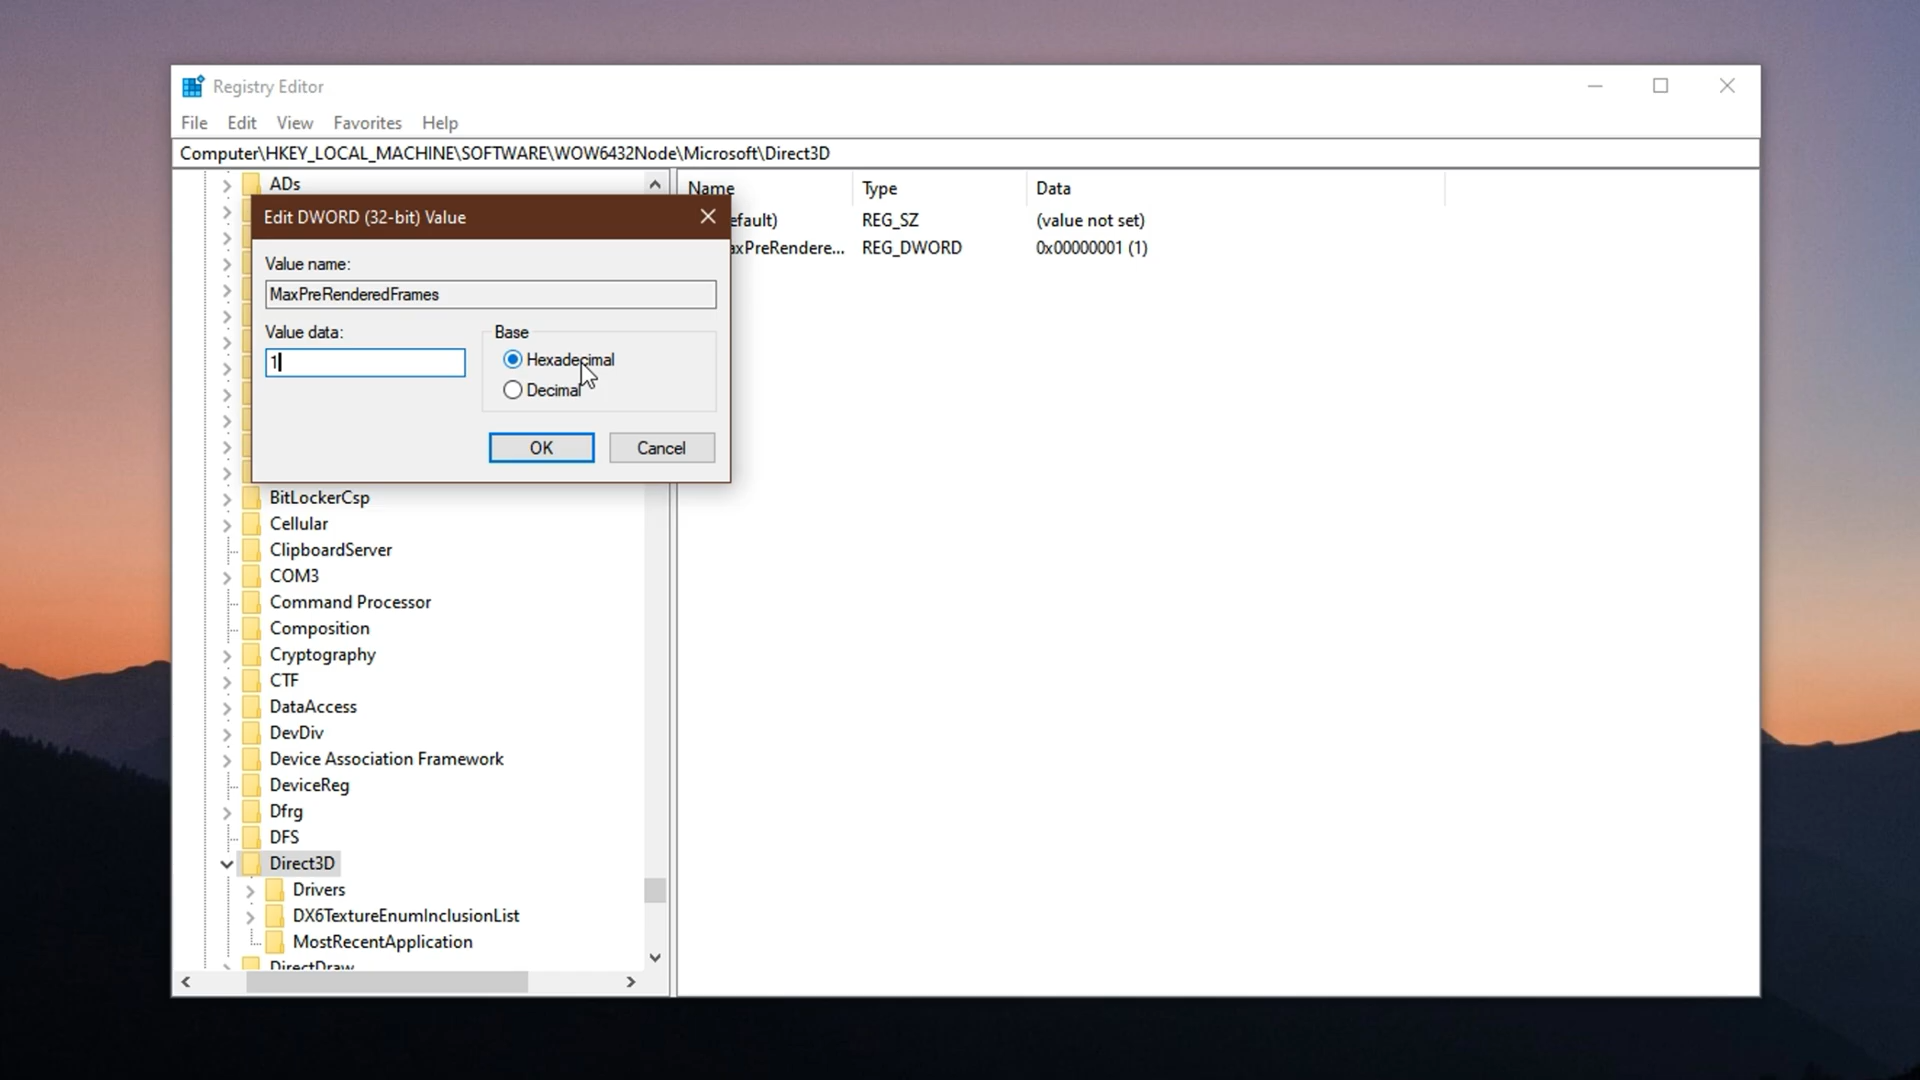 Registry Editor
File Edit View Favorites Help
Computer\HKEY_LOCAL_MACHINE\SOFTWARE\WOW6432Node\Microsoft\Direct3D
ADs
Name Type Data
efault) REG_SZ (value not set)
axPreRendere... REG_DWORD 0x00000001 (1)
Edit DWORD (32-bit) Value
Value name:
MaxPreRenderedFrames
Value data:
1
Base
Hexadecimal
Decimal
OK Cancel
BitLockerCsp
Cellular
ClipboardServer
COM3
Command Processor
Composition
Cryptography
CTF
DataAccess
DevDiv
Device Association Framework
DeviceReg
Dfrg
DFS
Direct3D
Drivers
DX6TextureEnumInclusionList
MostRecentApplication
DirectDraw